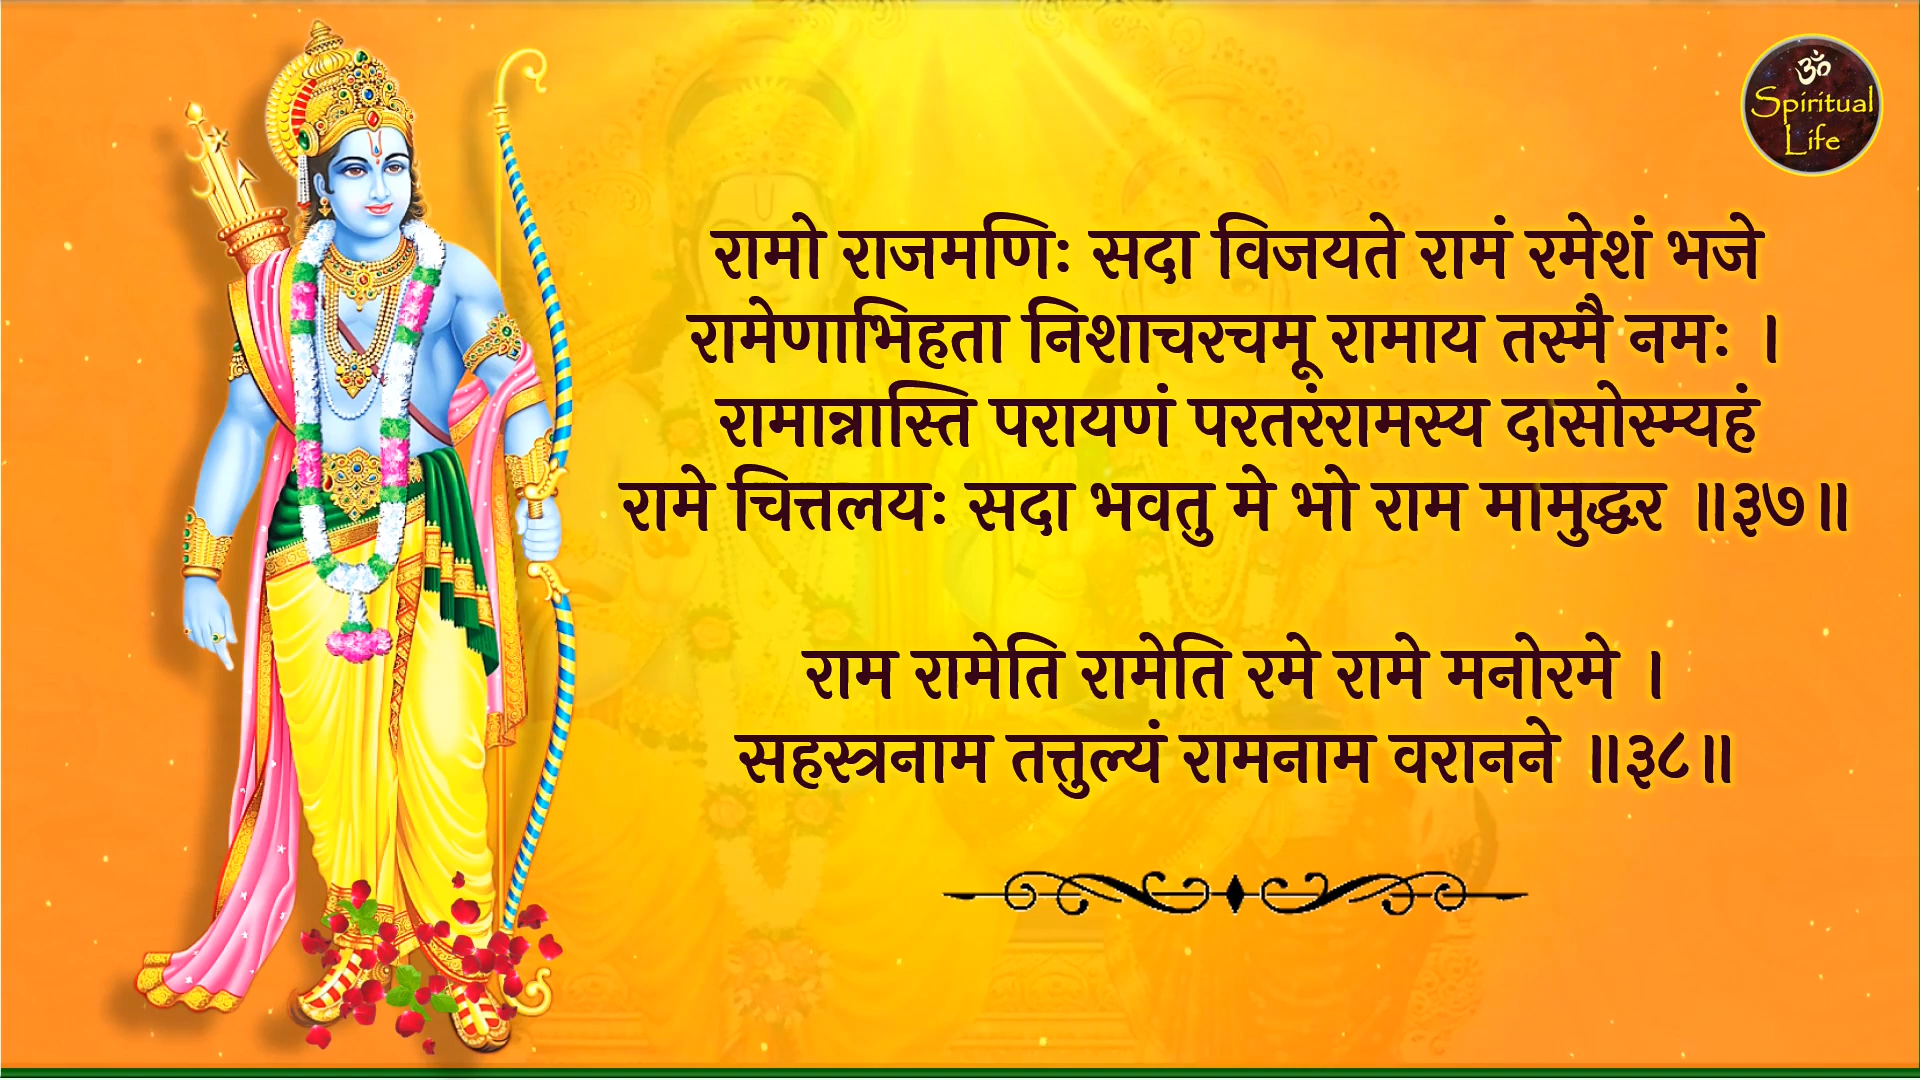 ॐ
Spiritual
Life
रामो राजमणिः सदा विजयते रामं रमेशं भजे
रामेणाभिहता निशाचरचमू रामाय तस्मै नमः ।
रामान्नास्ति परायणं परतरंरामस्य दासोस्म्यहं
रामे चित्तलयः सदा भवतु मे भो राम मामुद्धर ॥३७॥
राम रामेति रामेति रमे रामे मनोरमे ।
सहस्त्रनाम तत्तुल्यं रामनाम वरानने ॥३८॥